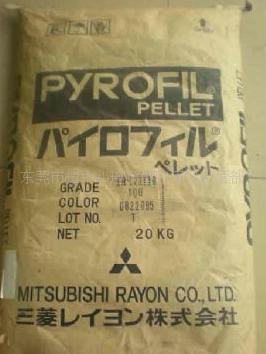 PYROFIL®
PELLET
パイロフィル®
ペレット
GRADE
COLOR 100
LOT NO.
NET 20 KG
MITSUBISHI RAYON CO., LTD.
三菱レイヨン株式会社